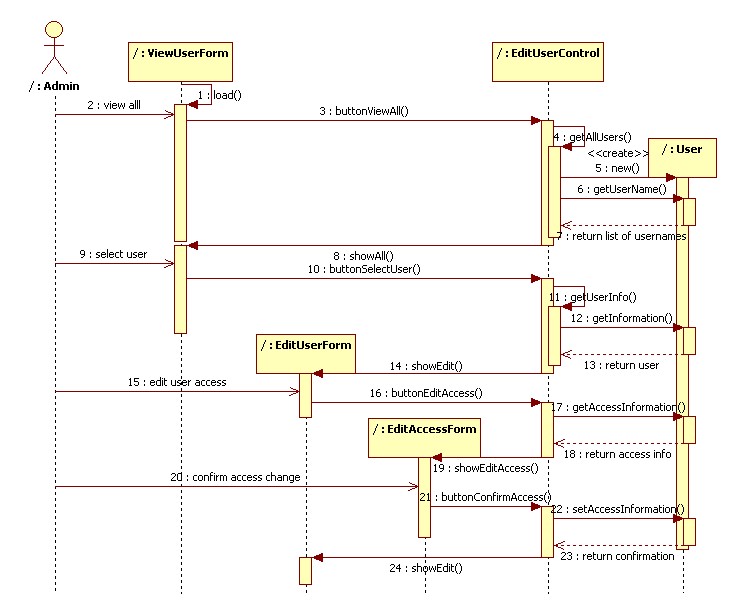 / : ViewUserForm
/ : EditUserControl
/ : Admin
1 : load()
2 : view alll
3 : buttonViewAll()
4 : getAllUsers()
<<create>>
/ : User
5 : new()
6 : getUserName()
7 : return list of usernames
8 : showAll()
9 : select user
10 : buttonSelectUser()
11 : getUserInfo()
12 : getInformation()
/ : EditUserForm
13 : return user
14 : showEdit()
15 : edit user access
16 : buttonEditAccess()
17 : getAccessInformation()
/ : EditAccessForm
18 : return access info
19 : showEditAccess()
20 : confirm access change
21 : buttonConfirmAccess()
22 : setAccessInformation()
23 : return confirmation
24 : showEdit()